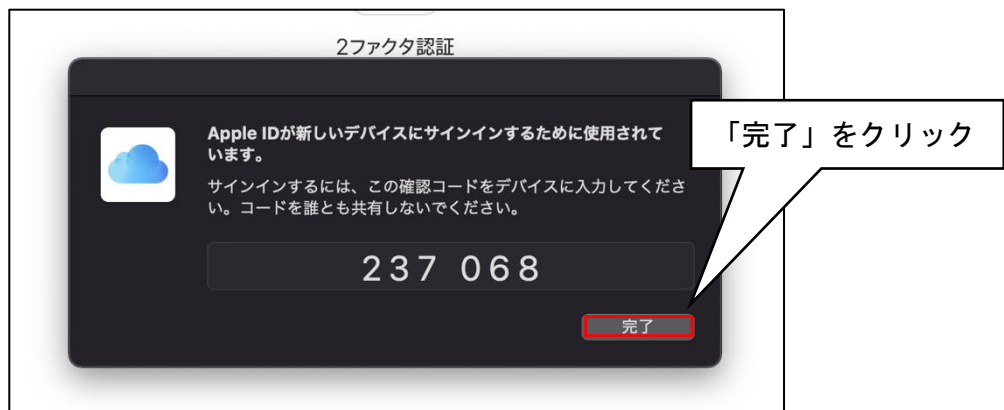 2ファクタ認証
Apple IDが新しいデバイスにサインインするために使用されて
います。
サインインするには、この確認コードをデバイスに入力してくださ
い。コードを誰とも共有しないでください。
237 068
完了
「完了」をクリック